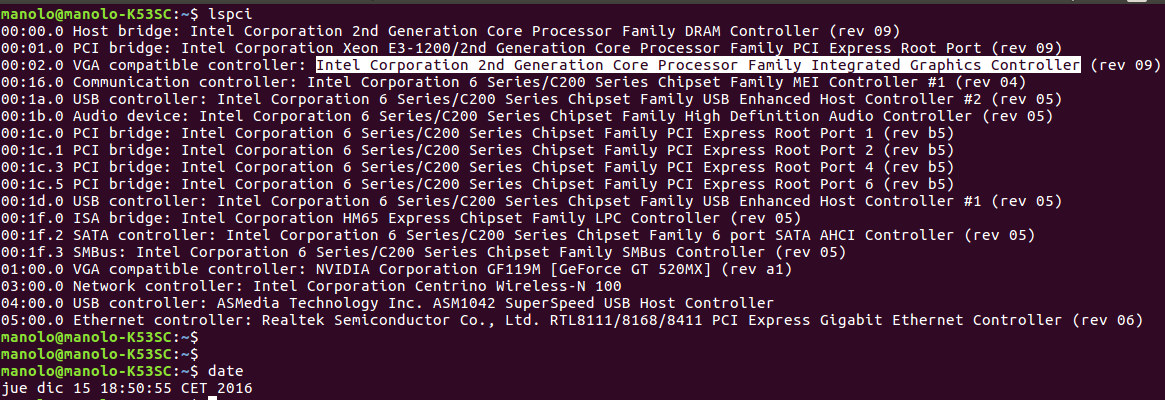 manolo@manolo-K53SC:~$ lspci
00:00.0 Host bridge: Intel Corporation 2nd Generation Core Processor Family DRAM Controller (rev 09)
00:01.0 PCI bridge: Intel Corporation Xeon E3-1200/2nd Generation Core Processor Family PCI Express Root Port (rev 09)
00:02.0 VGA compatible controller: Intel Corporation 2nd Generation Core Processor Family Integrated Graphics Controller (rev 09)
00:16.0 Communication controller: Intel Corporation 6 Series/C200 Series Chipset Family MEI Controller #1 (rev 04)
00:1a.0 USB controller: Intel Corporation 6 Series/C200 Series Chipset Family USB Enhanced Host Controller #2 (rev 05)
00:1b.0 Audio device: Intel Corporation 6 Series/C200 Series Chipset Family High Definition Audio Controller (rev 05)
00:1c.0 PCI bridge: Intel Corporation 6 Series/C200 Series Chipset Family PCI Express Root Port 1 (rev b5)
00:1c.1 PCI bridge: Intel Corporation 6 Series/C200 Series Chipset Family PCI Express Root Port 2 (rev b5)
00:1c.3 PCI bridge: Intel Corporation 6 Series/C200 Series Chipset Family PCI Express Root Port 4 (rev b5)
00:1c.5 PCI bridge: Intel Corporation 6 Series/C200 Series Chipset Family PCI Express Root Port 6 (rev b5)
00:1d.0 USB controller: Intel Corporation 6 Series/C200 Series Chipset Family USB Enhanced Host Controller #1 (rev 05)
00:1f.0 ISA bridge: Intel Corporation HM65 Express Chipset Family LPC Controller (rev 05)
00:1f.2 SATA controller: Intel Corporation 6 Series/C200 Series Chipset Family 6 port SATA AHCI Controller (rev 05)
00:1f.3 SMBus: Intel Corporation 6 Series/C200 Series Chipset Family SMBus Controller (rev 05)
01:00.0 VGA compatible controller: NVIDIA Corporation GF119M [GeForce GT 520MX] (rev a1)
03:00.0 Network controller: Intel Corporation Centrino Wireless-N 100
04:00.0 USB controller: ASMedia Technology Inc. ASM1042 SuperSpeed USB Host Controller
05:00.0 Ethernet controller: Realtek Semiconductor Co., Ltd. RTL8111/8168/8411 PCI Express Gigabit Ethernet Controller (rev 06)
manolo@manolo-K53SC:~$
manolo@manolo-K53SC:~$
manolo@manolo-K53SC:~$ date
jue dic 15 18:50:55 CET 2016